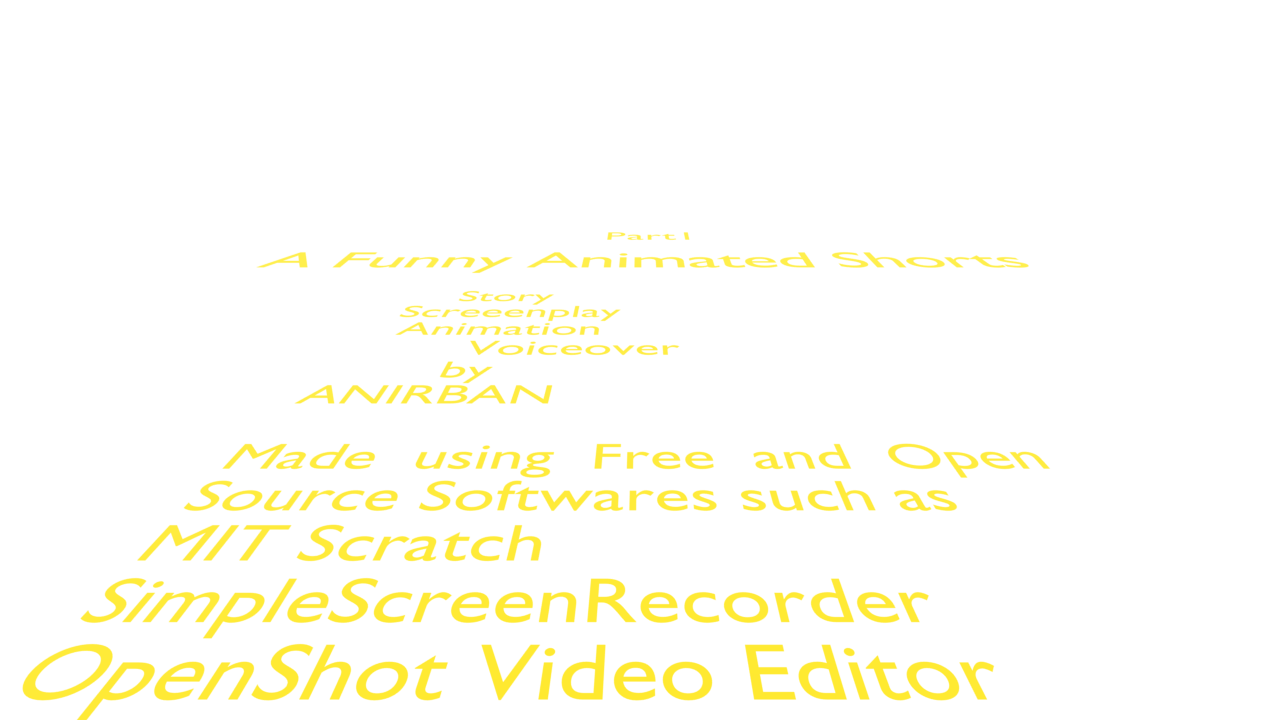 Part I
A Funny Animated Shorts
Story
Screeenplay
Animation
Voiceover
by
ANIRBAN
Made using Free and Open
Source Softwares such as
MIT Scratch
SimpleScreenRecorder
OpenShot Video Editor